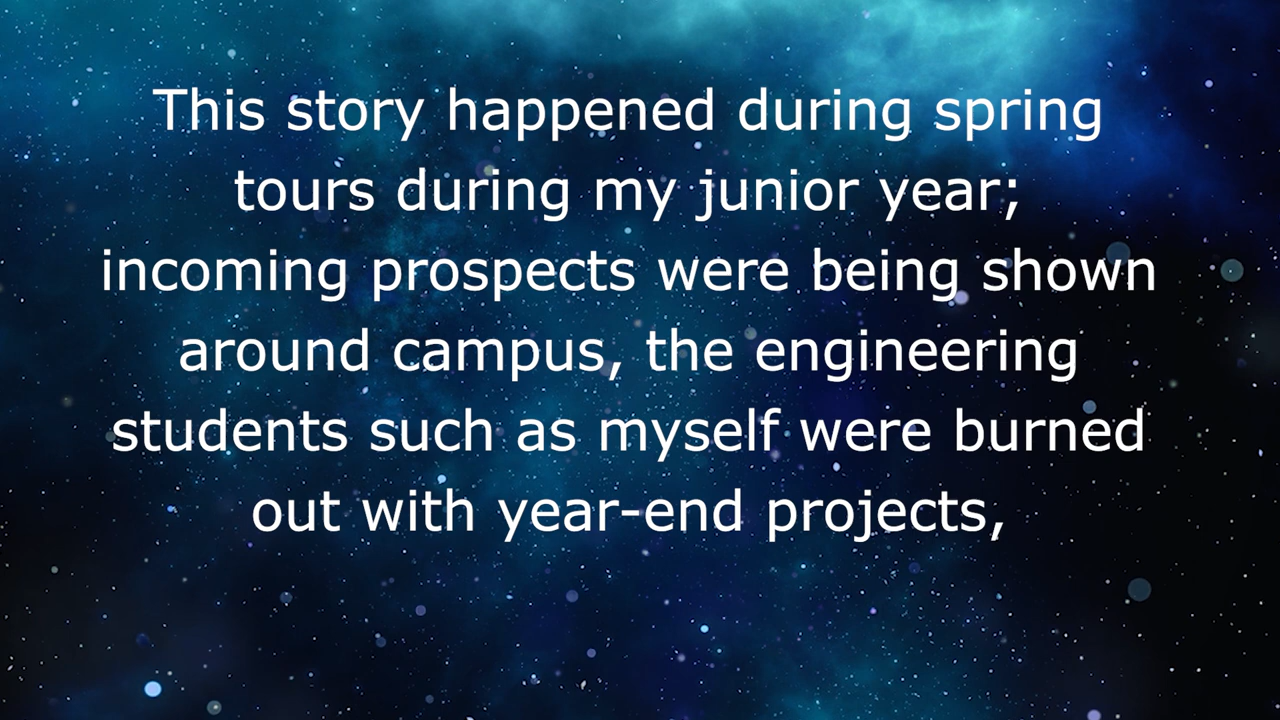 This story happened during spring
tours during my junior year;
incoming prospects were being shown
around campus, the engineering
students such as myself were burned
out with year-end projects,